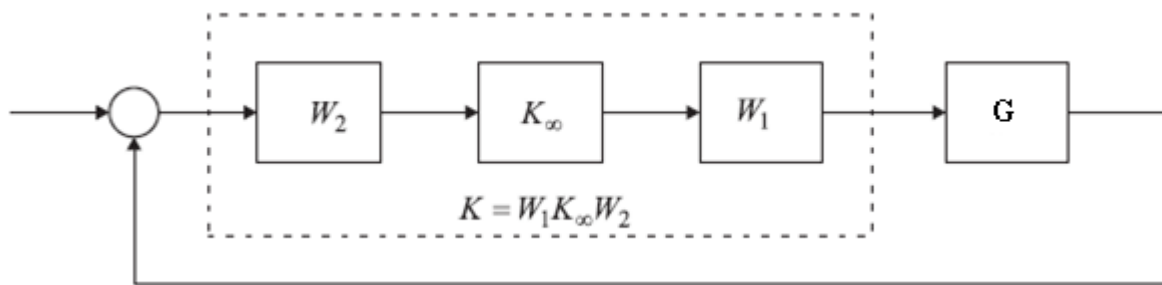 W₂
K∞
W₁
G
K = W₁K∞W₂